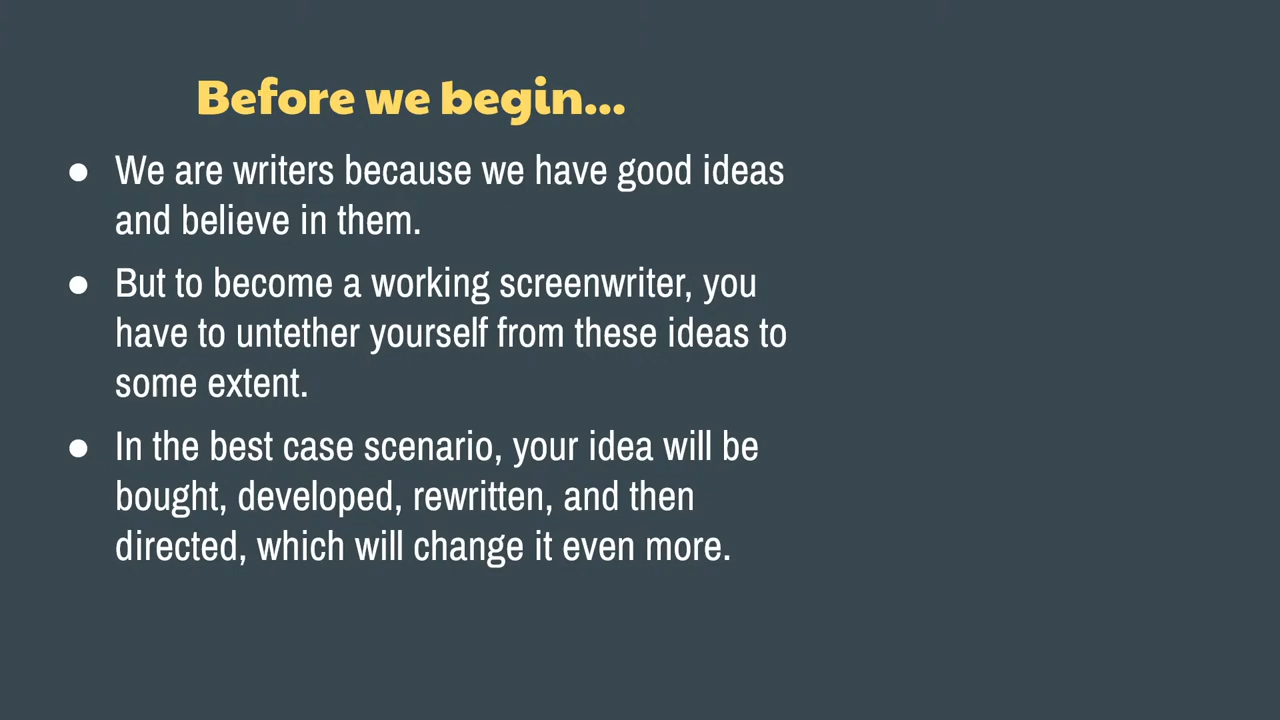 Before we begin...
● We are writers because we have good ideas
and believe in them.
● But to become a working screenwriter, you
have to untether yourself from these ideas to
some extent.
● In the best case scenario, your idea will be
bought, developed, rewritten, and then
directed, which will change it even more.